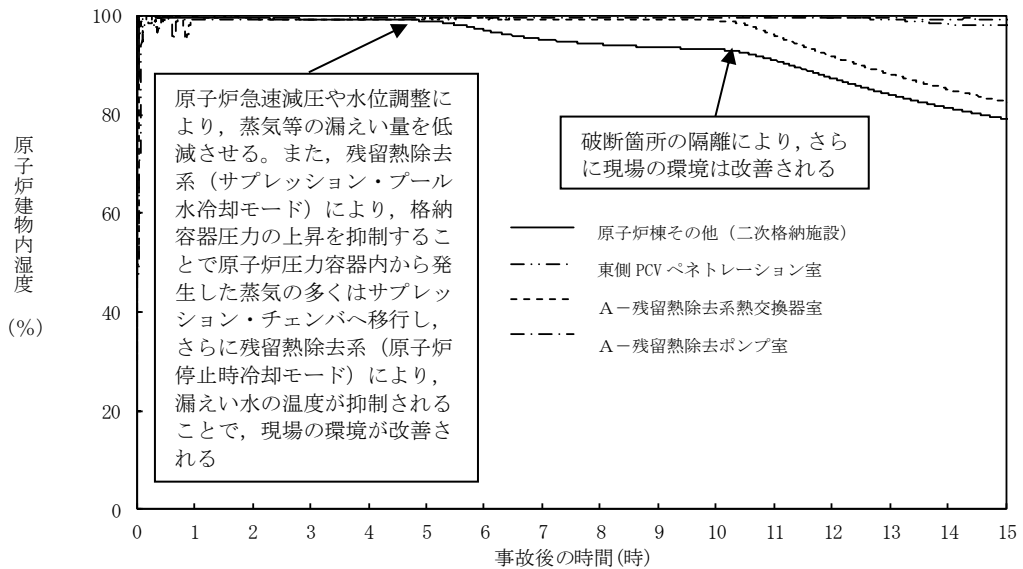 100
80
60
40
20
0
原子炉建物内湿度
(%)
原子炉急速減圧や水位調整に
より，蒸気等の漏えい量を低
減させる。また，残留熱除去
系（サプレッション・プール
水冷却モード）により，格納
容器圧力の上昇を抑制するこ
とで原子炉圧力容器内から発
生した蒸気の多くはサプレッ
ション・チェンバへ移行し，
さらに残留熱除去系（原子炉
停止時冷却モード）により，
漏えい水の温度が抑制される
ことで，現場の環境が改善さ
れる
破断箇所の隔離により，さら
に現場の環境は改善される
原子炉棟その他（二次格納施設）
東側 PCV ペネトレーション室
A－残留熱除去系熱交換器室
A－残留熱除去ポンプ室
0 1 2 3 4 5 6 7 8 9 10 11 12 13 14 15
事故後の時間(時)